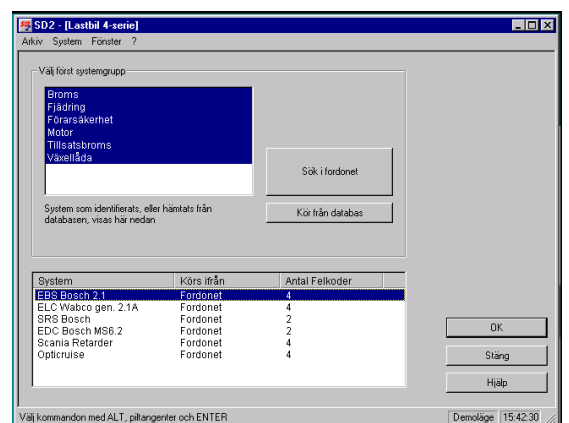 SD2 - [Lastbil 4-serie]
Arkiv System Fönster ?
Välj först systemgrupp
Broms
Fjädring
Förarsäkerhet
Motor
Tillsatsbroms
Växellåda
Sök i fordonet
System som identifierats, eller hämtats från
databasen, visas här nedan
Kör från databas
System Körs ifrån Antal Felkoder
EBS Bosch 2.1 Fordonet 4
ELC Wabco gen. 2.1A Fordonet 4
SRS Bosch Fordonet 2
EDC Bosch MS6.2 Fordonet 2
Scania Retarder Fordonet 4
Opticruise Fordonet 4
OK
Stäng
Hjälp
Välj kommandon med ALT, piltangenter och ENTER Demoläge 15:42:30